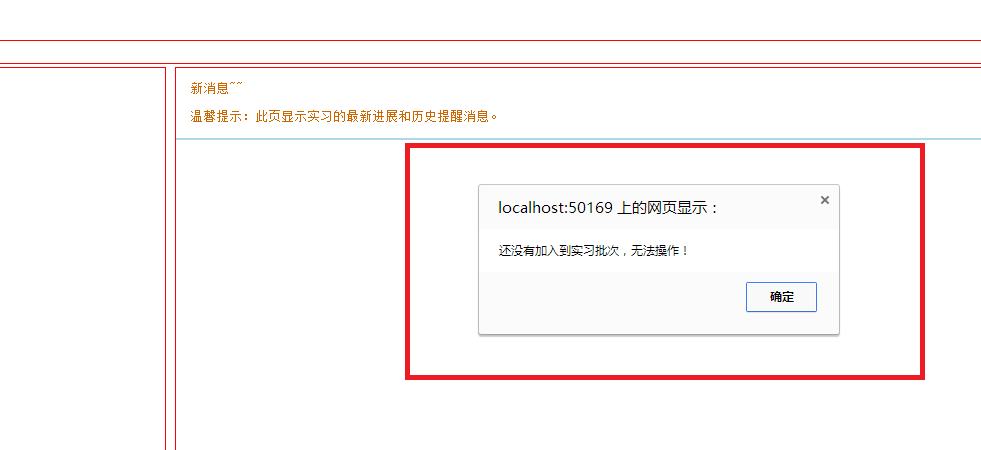 新消息~~
温馨提示：此页显示实习的最新进展和历史提醒消息。
localhost:50169 上的网页显示：
×
还没有加入到实习批次，无法操作！
确定